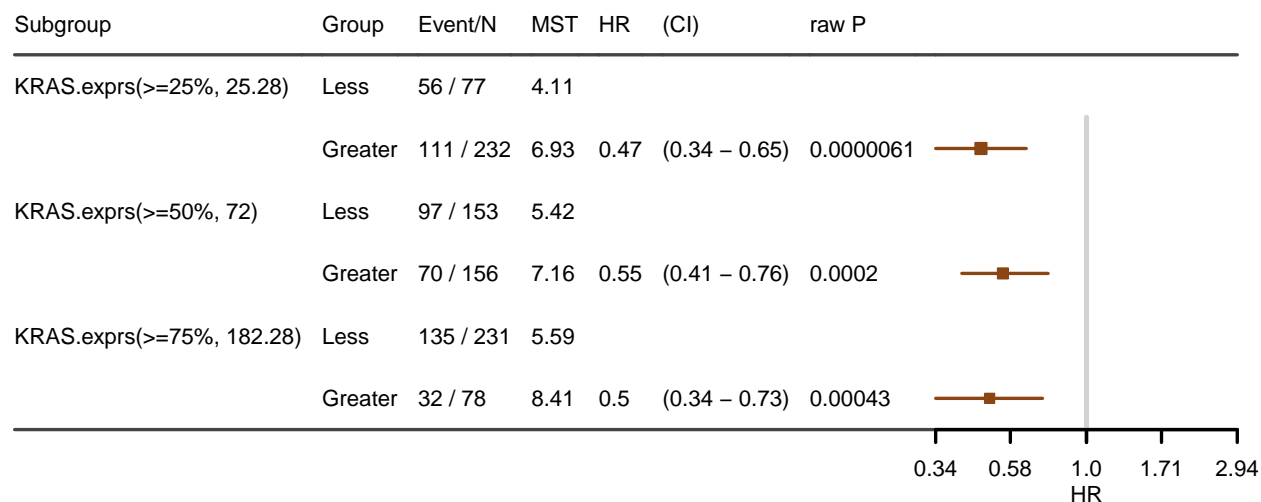 Subgroup Group Event/N MST HR (CI) raw P
KRAS.exprs(>=25%, 25.28) Less 56 / 77 4.11
Greater 111 / 232 6.93 0.47 (0.34 − 0.65) 0.0000061
KRAS.exprs(>=50%, 72) Less 97 / 153 5.42
Greater 70 / 156 7.16 0.55 (0.41 − 0.76) 0.0002
KRAS.exprs(>=75%, 182.28) Less 135 / 231 5.59
Greater 32 / 78 8.41 0.5 (0.34 − 0.73) 0.00043
0.34 0.58 1.0 1.71 2.94
HR